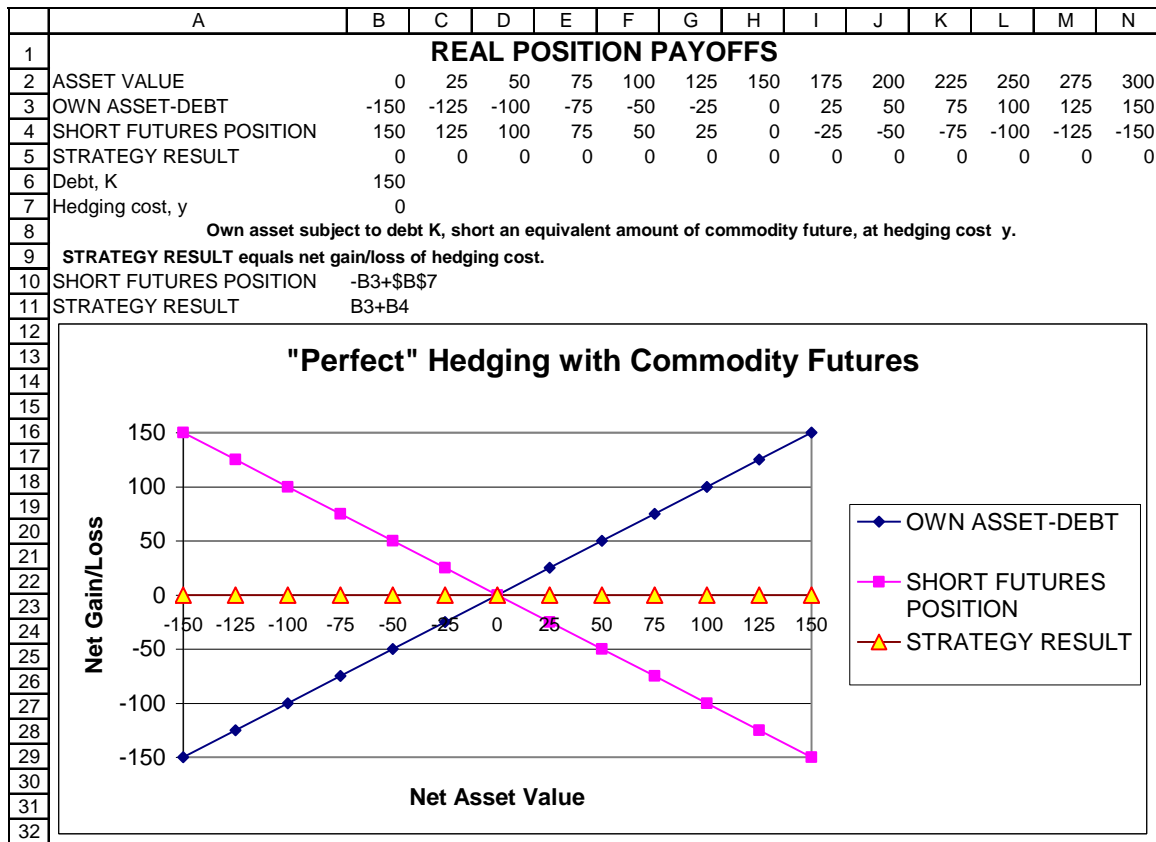 A B C D E F G H I J K L M N
1 REAL POSITION PAYOFFS
2 ASSET VALUE 0 25 50 75 100 125 150 175 200 225 250 275 300
3 OWN ASSET-DEBT -150 -125 -100 -75 -50 -25 0 25 50 75 100 125 150
4 SHORT FUTURES POSITION 150 125 100 75 50 25 0 -25 -50 -75 -100 -125 -150
5 STRATEGY RESULT 0 0 0 0 0 0 0 0 0 0 0 0 0
6 Debt, K 150
7 Hedging cost, y 0
8 Own asset subject to debt K, short an equivalent amount of commodity future, at hedging cost y.
9 STRATEGY RESULT equals net gain/loss of hedging cost.
10 SHORT FUTURES POSITION -B3+$B$7
11 STRATEGY RESULT B3+B4
12
13
14
15
16
17
18
19
20
21
22
23
24
25
26
27
28
29
30
31
32
"Perfect" Hedging with Commodity Futures
Net Gain/Loss
150
100
50
0
-50
-100
-150
-150 -125 -100 -75 -50 -25 0 25 50 75 100 125 150
Net Asset Value
OWN ASSET-DEBT
SHORT FUTURES
POSITION
STRATEGY RESULT